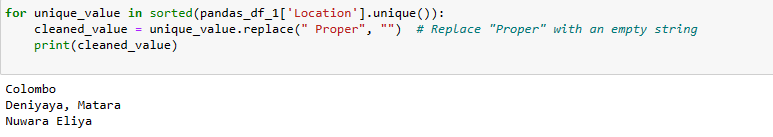 for unique_value in sorted(pandas_df_1['Location'].unique()):
    cleaned_value = unique_value.replace(" Proper", "")  # Replace "Proper" with an empty string
    print(cleaned_value)
Colombo
Deniyaya, Matara
Nuwara Eliya